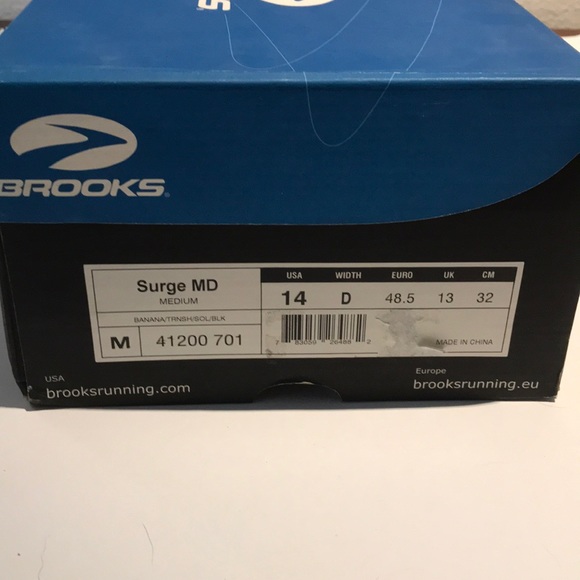 BROOKS
Surge MD
MEDIUM
BANANA/TRNSH/SOL/BLK
M 41200 701
USA WIDTH EURO UK CM
14 D 48.5 13 32
MADE IN CHINA
USA
brooksrunning.com
Europe
brooksrunning.eu